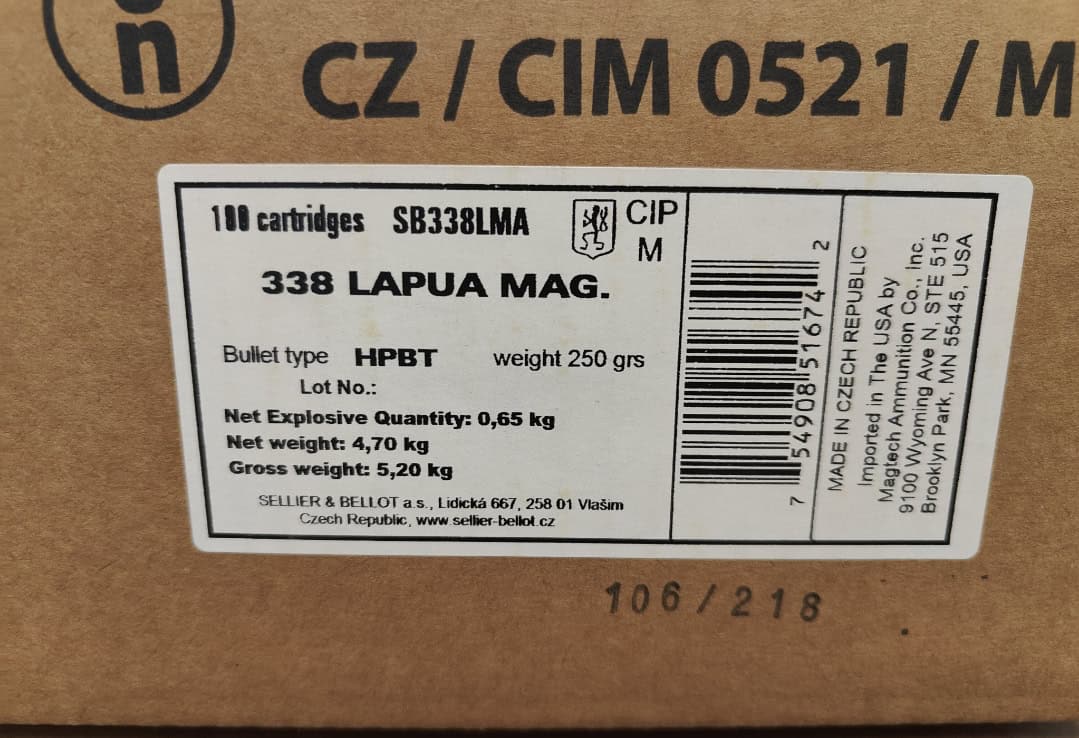 n
CZ / CIM 0521 / M
100 cartridges SB338LMA
CIP
M
338 LAPUA MAG.
Bullet type HPBT weight 250 grs
Lot No.:
Net Explosive Quantity: 0,65 kg
Net weight: 4,70 kg
Gross weight: 5,20 kg
SELLIER & BELLOT a.s., Lidická 667, 258 01 Vlašim
Czech Republic, www.sellier-bellot.cz
7 54908 51674 2
MADE IN CZECH REPUBLIC
Imported in The USA by
Magtech Ammunition Co., Inc.
9100 Wyoming Ave N, STE 515
Brooklyn Park, MN 55445, USA
106/218